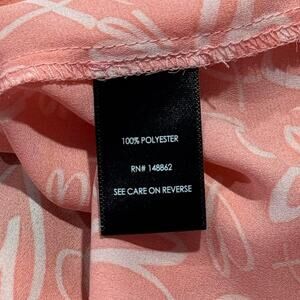 100% POLYESTER
RN# 148862
SEE CARE ON REVERSE